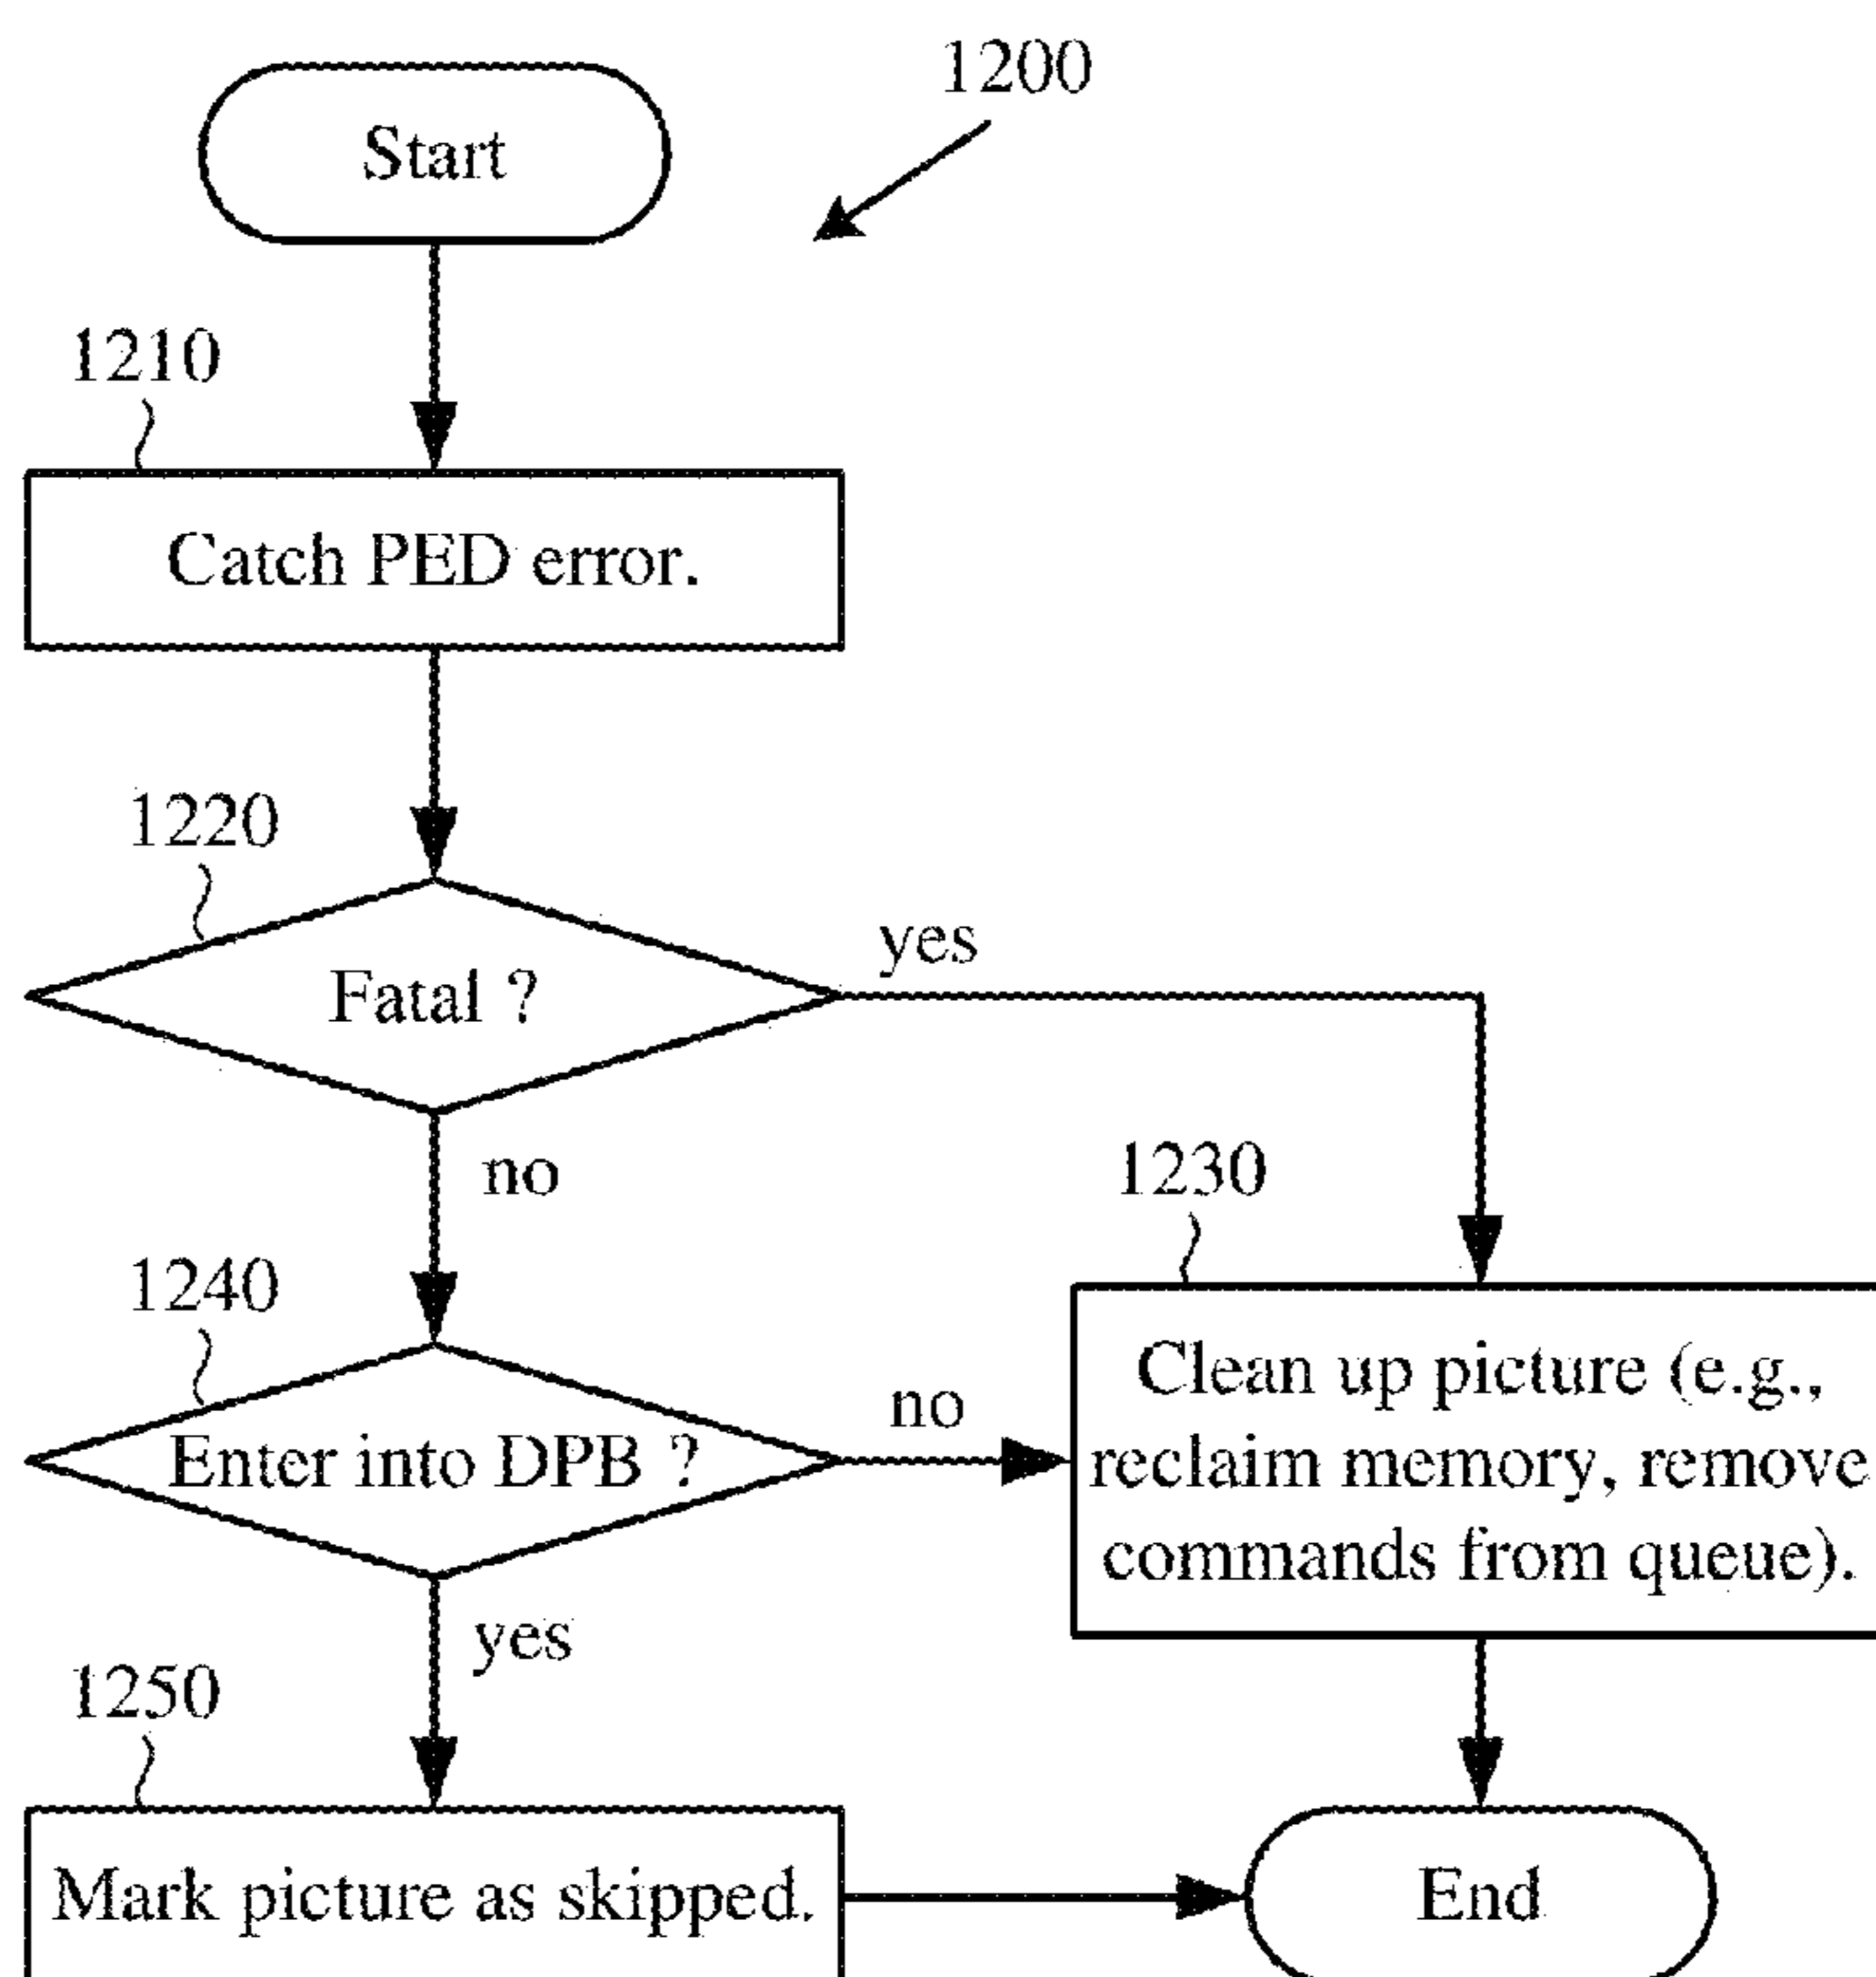 1200
Start
1210
Catch PED error.
1220
Fatal ?
yes
no
1230
Clean up picture (e.g.,
reclaim memory, remove
commands from queue).
1240
Enter into DPB ?
no
yes
1250
Mark picture as skipped.
End